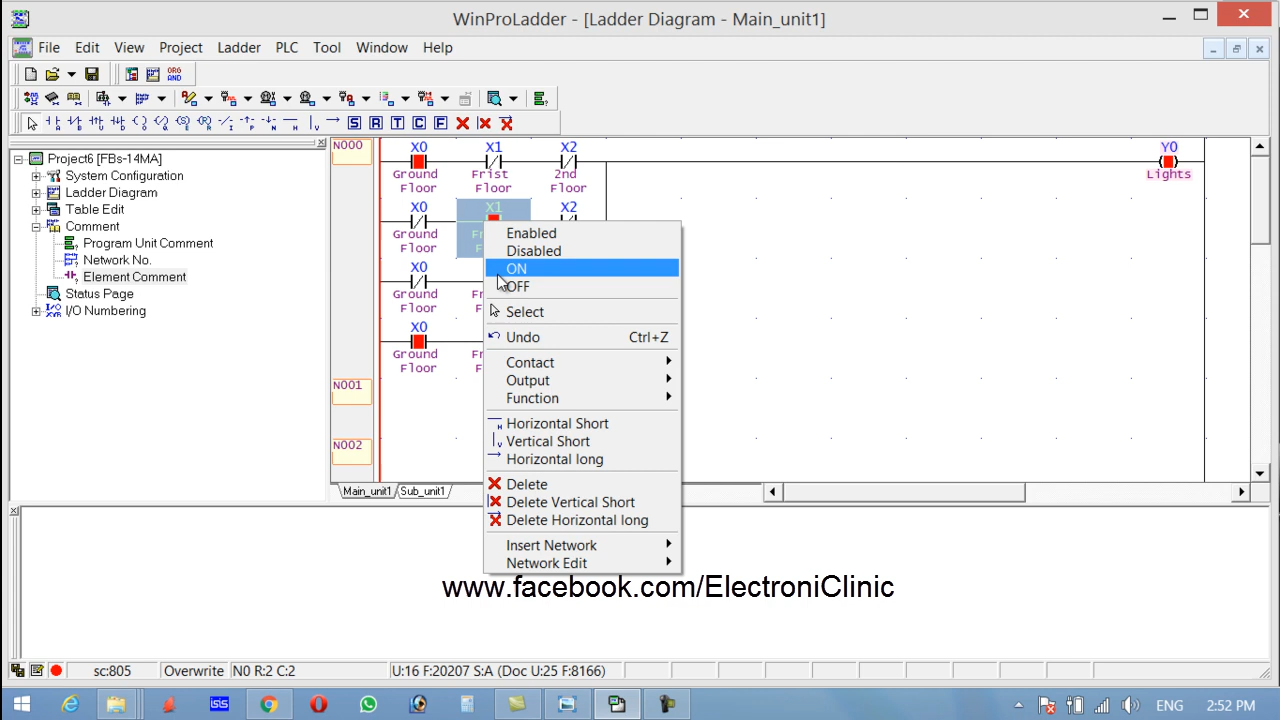 WinProLadder - [Ladder Diagram - Main_unit1]
File Edit View Project Ladder PLC Tool Window Help
ORG
AND
Project6 [FBs-14MA]
System Configuration
Ladder Diagram
Table Edit
Comment
Program Unit Comment
Network No.
Element Comment
Status Page
I/O Numbering
N000
X0 X1 X2 Y0
Ground Frist 2nd Lights
Floor Floor Floor
X0 X1 X2
Ground
Floor
X0
Ground
Floor
X0
Ground
Floor
N001
N002
Main_unit1 Sub_unit1
Enabled
Disabled
ON
OFF
Select
Undo Ctrl+Z
Contact
Output
Function
Horizontal Short
Vertical Short
Horizontal long
Delete
Delete Vertical Short
Delete Horizontal long
Insert Network
Network Edit
www.facebook.com/ElectroniClinic
sc:805 Overwrite N0 R:2 C:2 U:16 F:20207 S:A (Doc U:25 F:8166)
ISIS
ENG 2:52 PM